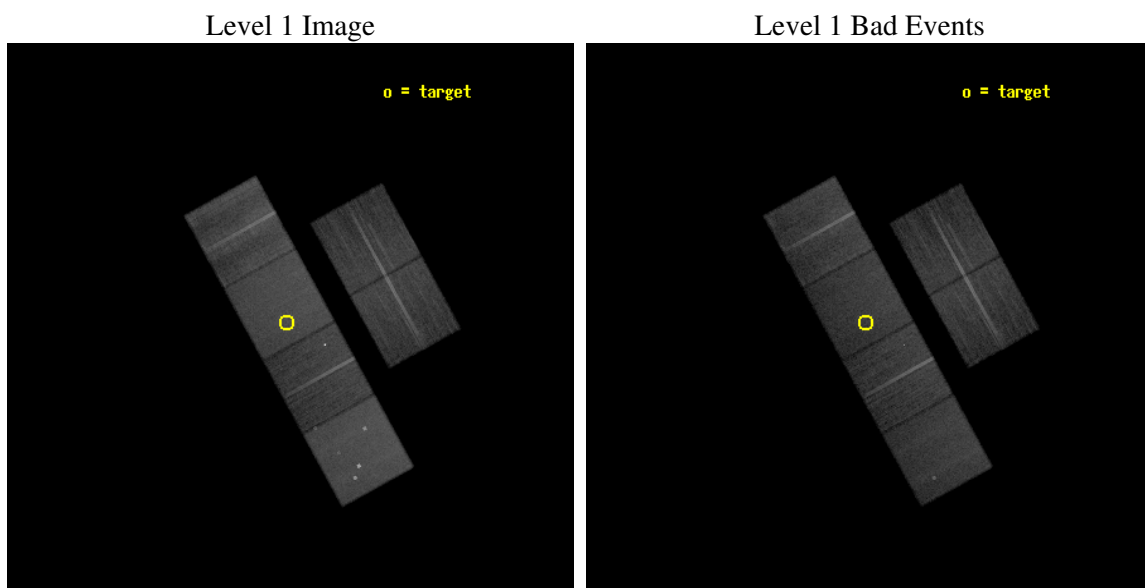 Level 1 Image
Level 1 Bad Events
o = target
o = target